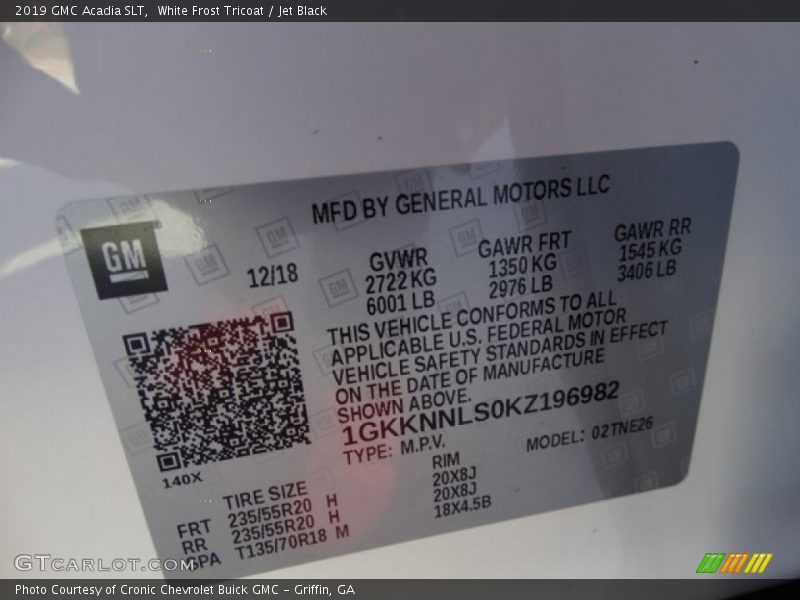 2019 GMC Acadia SLT,  White Frost Tricoat / Jet Black
MFD BY GENERAL MOTORS LLC
GM
12/18
GVWR
2722 KG
6001 LB
GAWR FRT
1350 KG
2976 LB
GAWR RR
1545 KG
3406 LB
THIS VEHICLE CONFORMS TO ALL
APPLICABLE U.S. FEDERAL MOTOR
VEHICLE SAFETY STANDARDS IN EFFECT
ON THE DATE OF MANUFACTURE
SHOWN ABOVE.
1GKKNNLS0KZ196982
TYPE: M.P.V.
MODEL: 02TNE26
140X
TIRE SIZE
RIM
FRT 235/55R20 H 20X8J
RR 235/55R20 H 20X8J
SPA T135/70R18 M 18X4.5B
GTcarlot.com
Photo Courtesy of Cronic Chevrolet Buick GMC – Griffin, GA